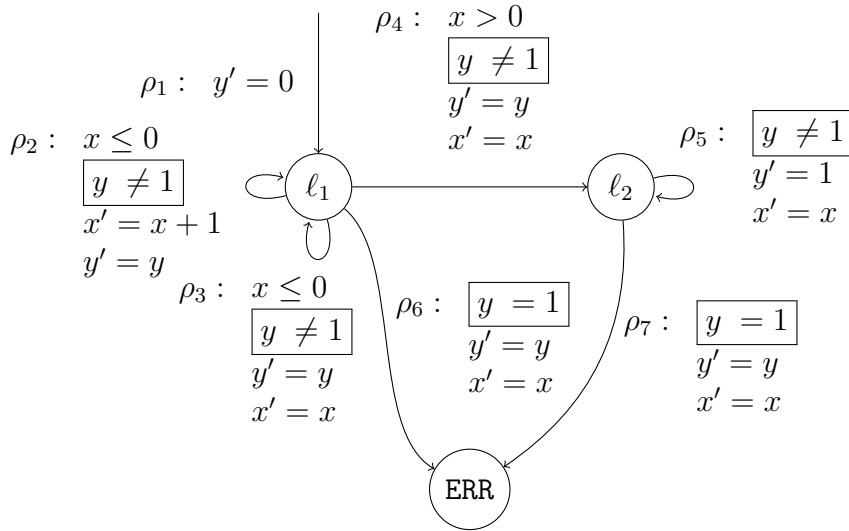 ρ₄ : x > 0
y ≠ 1
y′ = y
x′ = x
ρ₁ : y′ = 0
ρ₂ : x ≤ 0
y ≠ 1
x′ = x + 1
y′ = y
ℓ₁
ℓ₂
ρ₅ : y ≠ 1
y′ = 1
x′ = x
ρ₃ : x ≤ 0
y ≠ 1
y′ = y
x′ = x
ρ₆ : y = 1
y′ = y
x′ = x
ρ₇ : y = 1
y′ = y
x′ = x
ERR